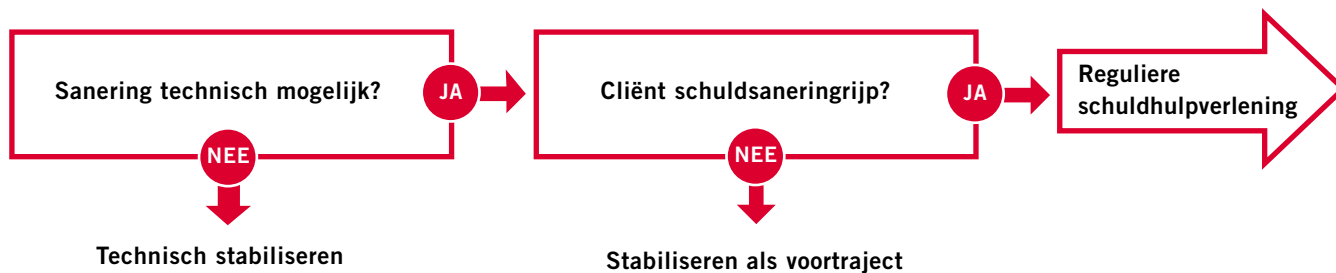 Sanering technisch mogelijk?
JA
NEE
Technisch stabiliseren
Cliënt schuldsaneringrijp?
JA
NEE
Stabiliseren als voortraject
Reguliere
schuldhulpverlening